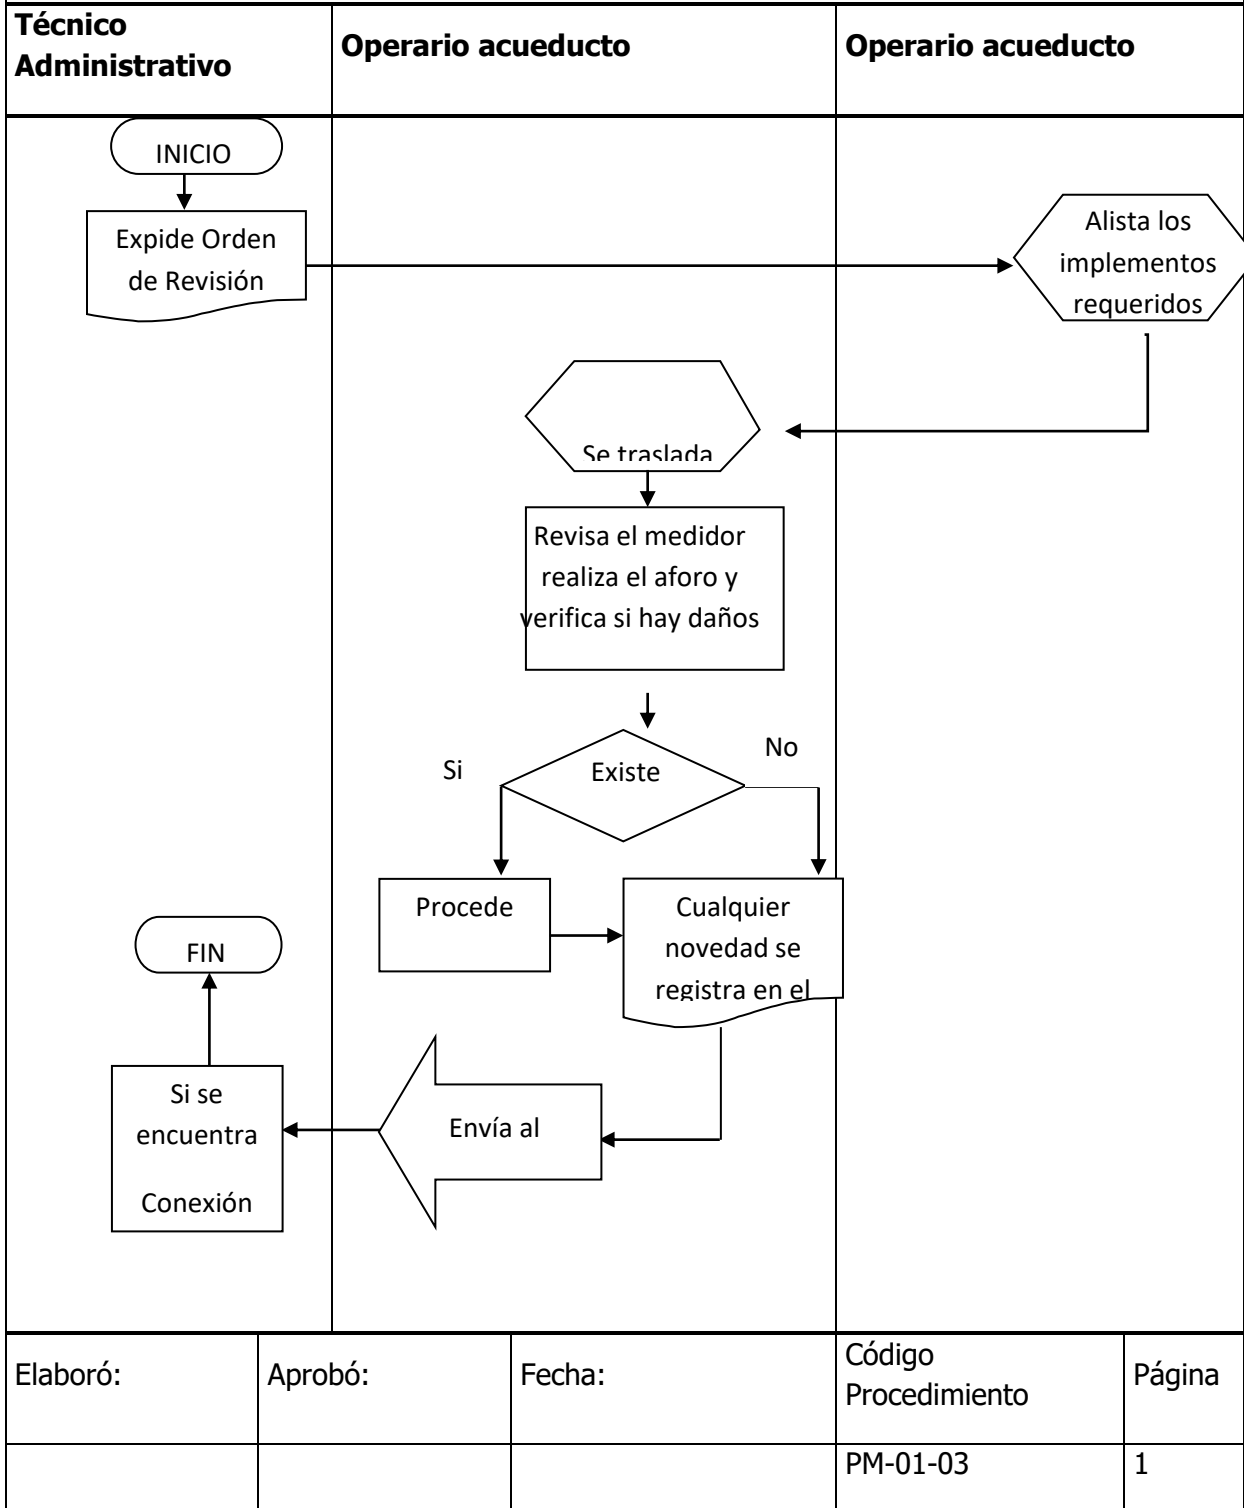 Técnico
Administrativo
Operario acueducto
Operario acueducto
INICIO
Expide Orden
de Revisión
Alista los
implementos
requeridos
Se traslada
Revisa el medidor
realiza el aforo y
verifica si hay daños
Si
Existe
No
Procede
Cualquier
novedad se
registra en el
FIN
Si se
encuentra
Conexión
Envía al
Elaboró:
Aprobó:
Fecha:
Código
Procedimiento
Página
PM-01-03
1